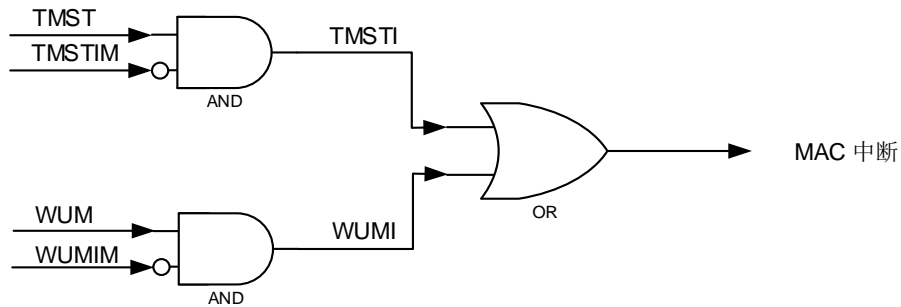 TMST
TMSTIM
AND
TMSTI
WUM
WUMIM
AND
WUMI
OR
MAC 中断